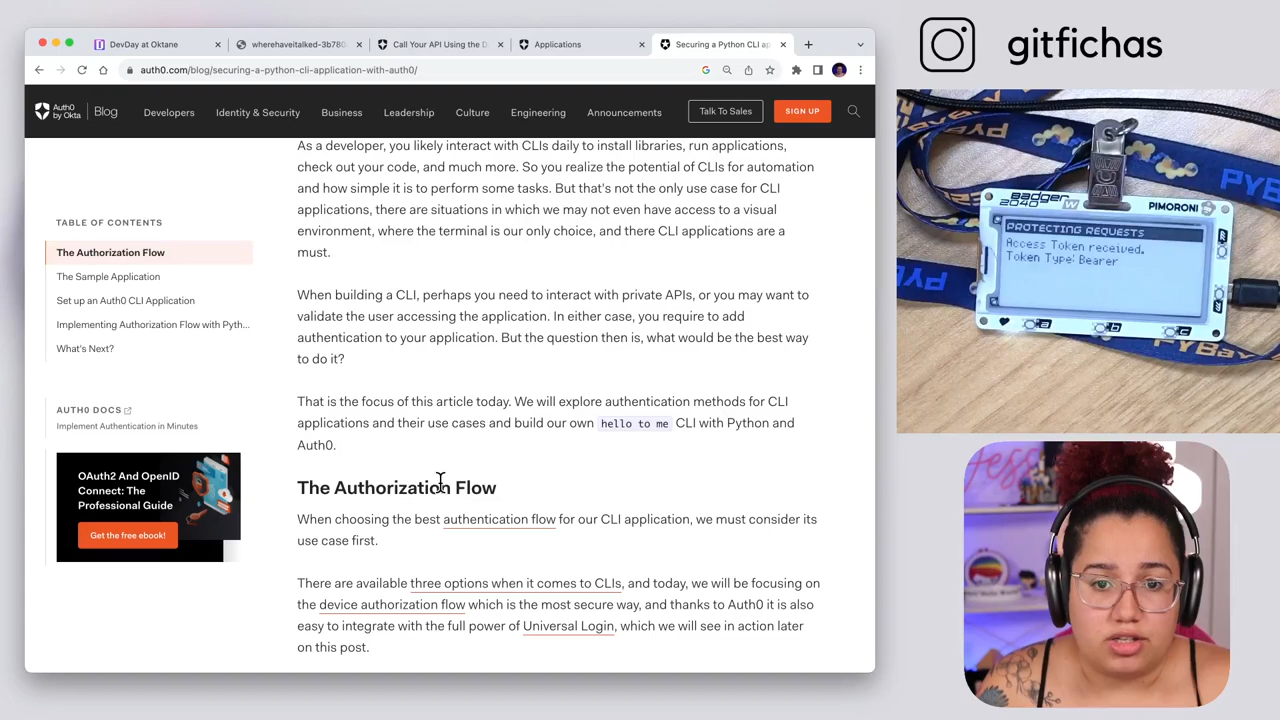 DevDay at Oktane
wherehaveitalked-3b780
Call Your API Using the D
Applications
Securing a Python CLI ap
auth0.com/blog/securing-a-python-cli-application-with-auth0/
Auth0 by Okta
Blog
Developers
Identity & Security
Business
Leadership
Culture
Engineering
Announcements
Talk To Sales
SIGN UP
TABLE OF CONTENTS
The Authorization Flow
The Sample Application
Set up an Auth0 CLI Application
Implementing Authorization Flow with Pyth...
What's Next?
AUTH0 DOCS
Implement Authentication in Minutes
OAuth2 And OpenID
Connect: The
Professional Guide
Get the free ebook!
As a developer, you likely interact with CLIs daily to install libraries, run applications,
check out your code, and much more. So you realize the potential of CLIs for automation
and how simple it is to perform some tasks. But that's not the only use case for CLI
applications, There are situations in which we may not even have access to a visual
environment, where the terminal is our only choice, and there CLI applications are a
must.
When building a CLI, perhaps you need to interact with private APIs, or you may want to
validate the user accessing the application. In either case, you require to add
authentication to your application. But the question then is, what would be the best way
to do it?
That is the focus of this article today. We will explore authentication methods for CLI
applications and their use cases and build our own hello to me CLI with Python and
Auth0.
The Authorization Flow
When choosing the best authentication flow for our CLI application, we must consider its
use case first.
There are available three options when it comes to CLIs, and today, we will be focusing on
the device authorization flow which is the most secure way, and thanks to Auth0 it is also
easy to integrate with the full power of Universal Login, which we will see in action later
on this post.
gitfichas
Badger
2040 W
PIMORONI
PROTECTING REQUESTS
Access Token received.
Token Type: Bearer
a
b
c
PYBay